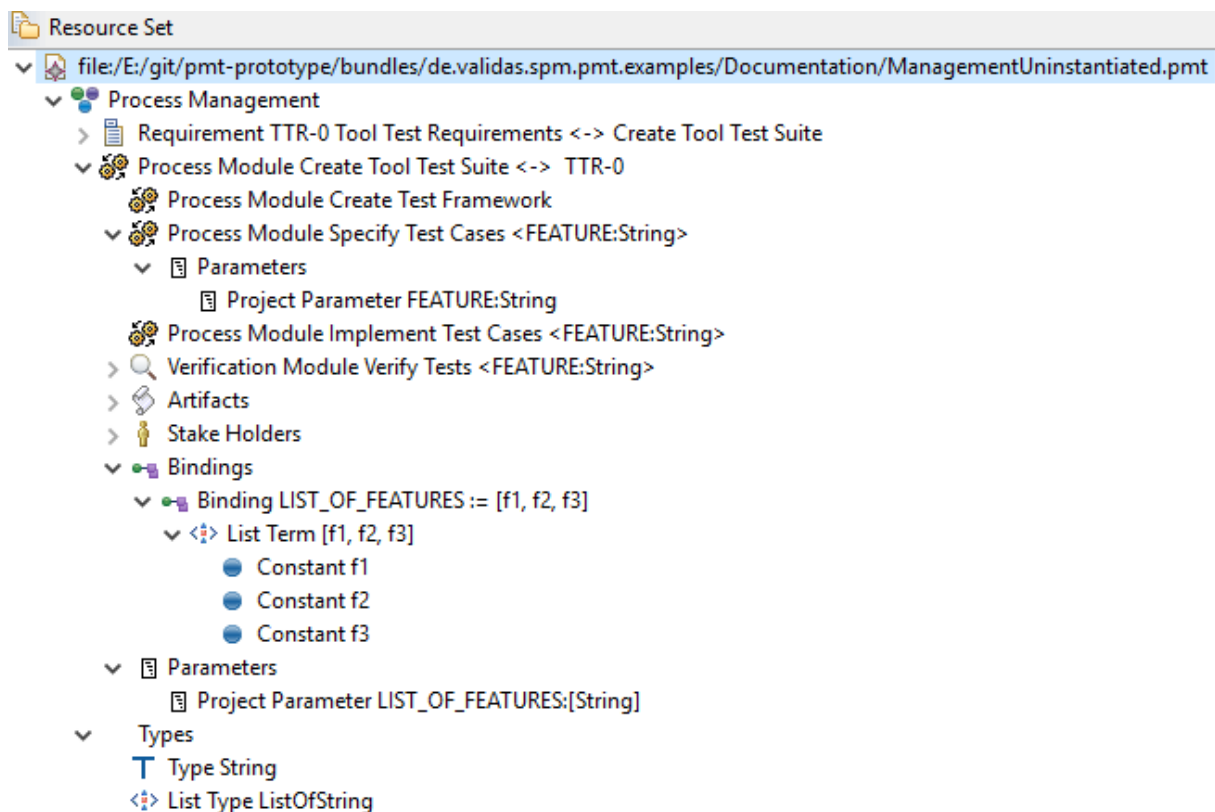 Resource Set
file:/E:/git/pmt-prototype/bundles/de.validas.spm.pmt.examples/Documentation/ManagementUninstantiated.pmt
Process Management
Requirement TTR-0 Tool Test Requirements <-> Create Tool Test Suite
Process Module Create Tool Test Suite <-> TTR-0
Process Module Create Test Framework
Process Module Specify Test Cases <FEATURE:String>
Parameters
Project Parameter FEATURE:String
Process Module Implement Test Cases <FEATURE:String>
Verification Module Verify Tests <FEATURE:String>
Artifacts
Stake Holders
Bindings
Binding LIST_OF_FEATURES := [f1, f2, f3]
List Term [f1, f2, f3]
Constant f1
Constant f2
Constant f3
Parameters
Project Parameter LIST_OF_FEATURES:[String]
Types
Type String
List Type ListOfString